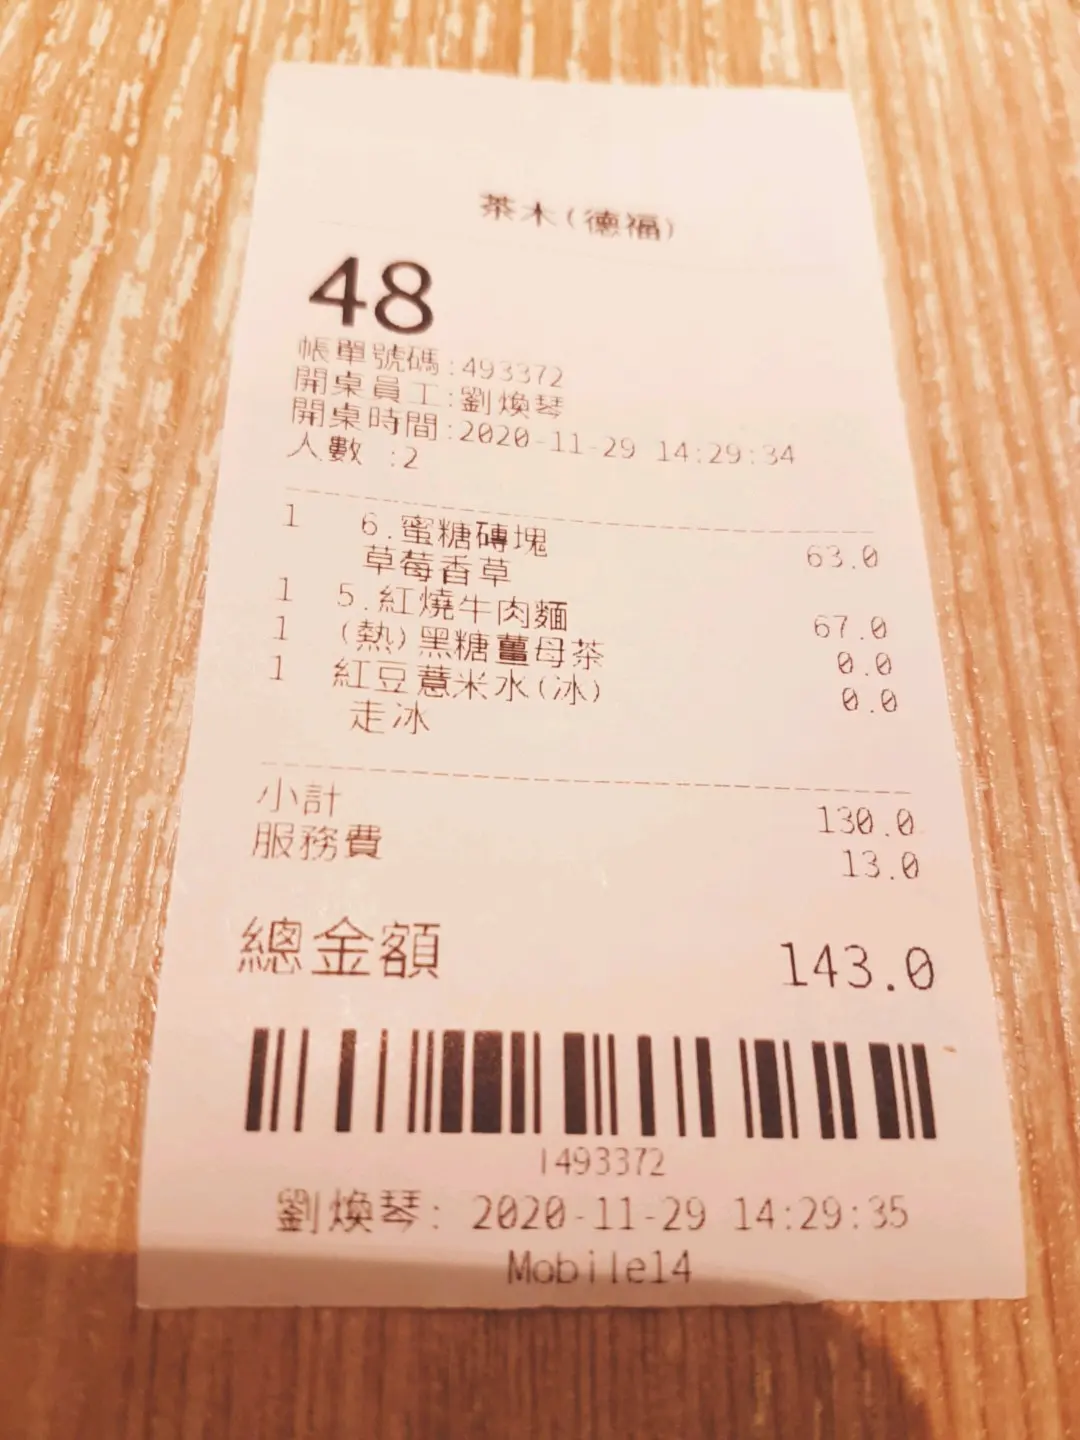 茶木(德福)
48
帳單號碼:493372
開桌員工:劉煥琴
開桌時間:2020-11-29 14:29:34
人數 :2
1 6.蜜糖磚塊 63.0
草莓香草
1 5.紅燒牛肉麵 67.0
1 (熱)黑糖薑母茶 0.0
1 紅豆薏米水(冰) 0.0
走冰
小計 130.0
服務費 13.0
總金額 143.0
1493372
劉煥琴: 2020-11-29 14:29:35
Mobile14